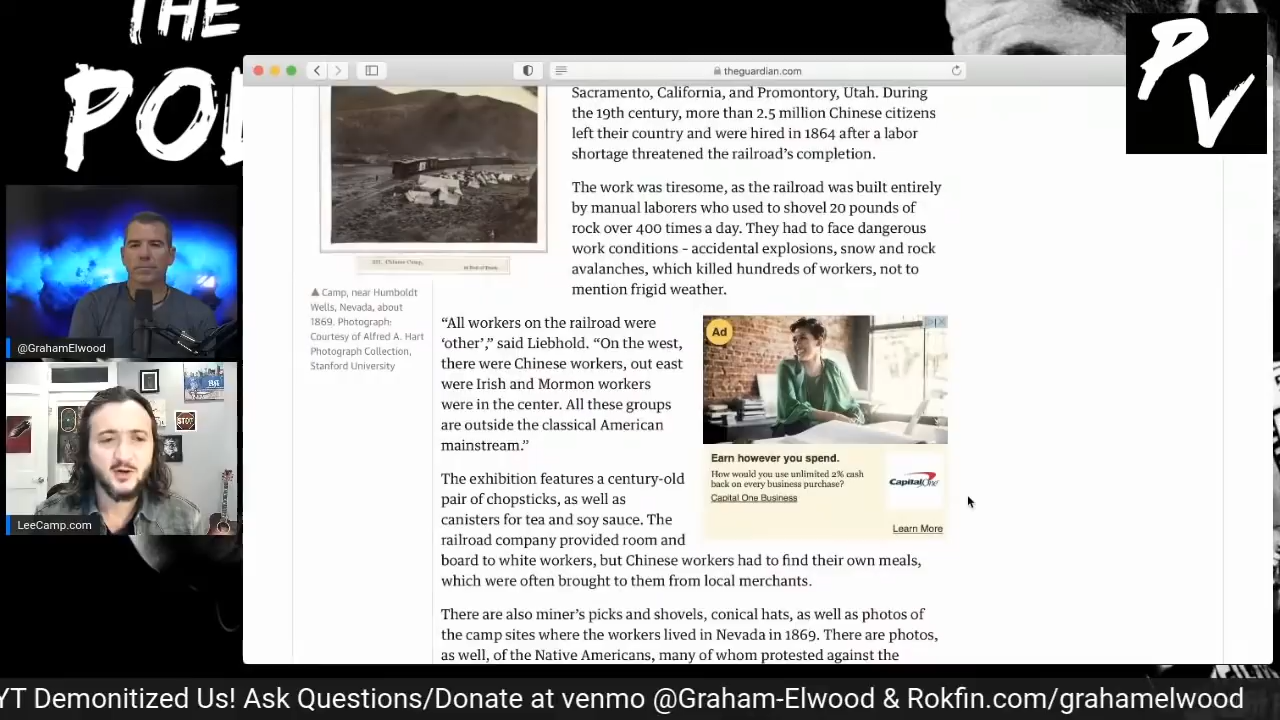 THE
PO
PV
theguardian.com
Sacramento, California, and Promontory, Utah. During
the 19th century, more than 2.5 million Chinese citizens
left their country and were hired in 1864 after a labor
shortage threatened the railroad's completion.
The work was tiresome, as the railroad was built entirely
by manual laborers who used to shovel 20 pounds of
rock over 400 times a day. They had to face dangerous
work conditions – accidental explosions, snow and rock
avalanches, which killed hundreds of workers, not to
mention frigid weather.
Chinese Camp,
▲ Camp, near Humboldt
Wells, Nevada, about
1869. Photograph:
Courtesy of Alfred A. Hart
Photograph Collection,
Stanford University
“All workers on the railroad were
‘other’,” said Liebhold. “On the west,
there were Chinese workers, out east
were Irish and Mormon workers
were in the center. All these groups
are outside the classical American
mainstream.”
Ad
Earn however you spend.
How would you use unlimited 2% cash
back on every business purchase?
Capital One Business
CapitalOne
Learn More
The exhibition features a century-old
pair of chopsticks, as well as
canisters for tea and soy sauce. The
railroad company provided room and
board to white workers, but Chinese workers had to find their own meals,
which were often brought to them from local merchants.
There are also miner's picks and shovels, conical hats, as well as photos of
the camp sites where the workers lived in Nevada in 1869. There are photos,
as well, of the Native Americans, many of whom protested against the
@GrahamElwood
STOP
LeeCamp.com
YT Demonitized Us! Ask Questions/Donate at venmo @Graham-Elwood & Rokfin.com/grahamelwood